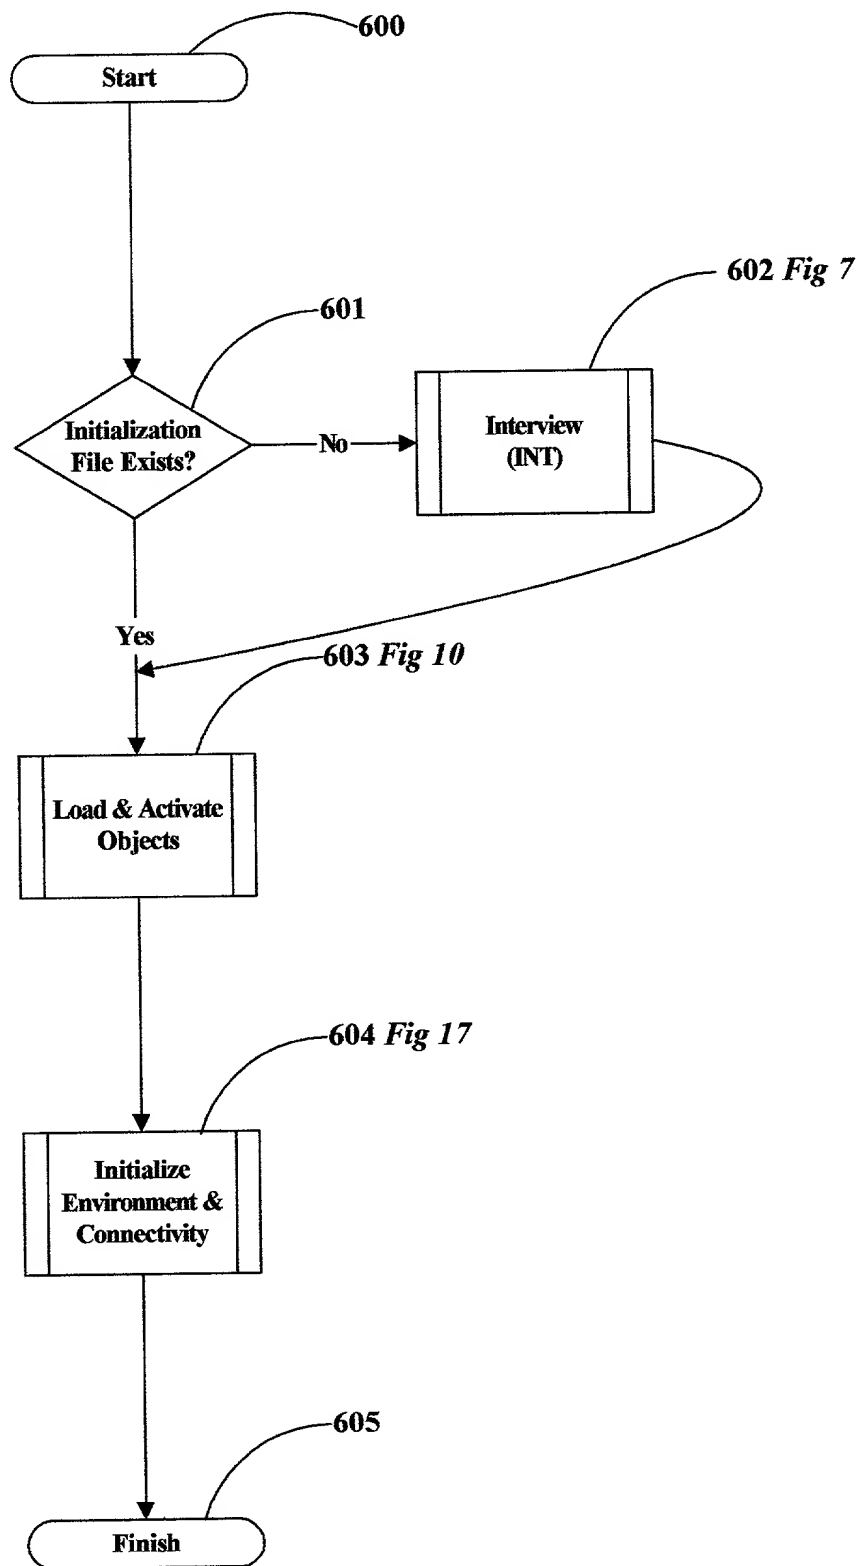 600
Start
602 Fig 7
601
Initialization
File Exists?
No
Interview
(INT)
Yes
603 Fig 10
Load & Activate
Objects
604 Fig 17
Initialize
Environment &
Connectivity
605
Finish